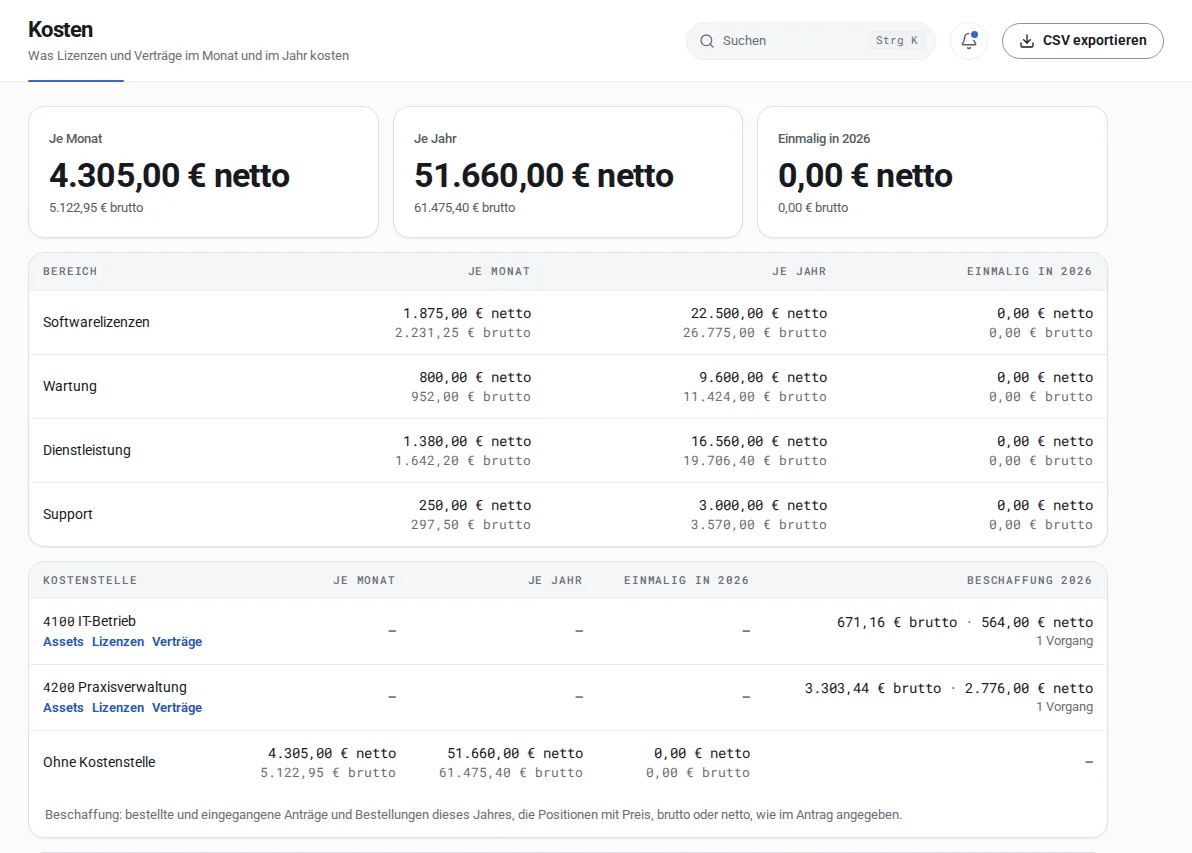 Kosten
Was Lizenzen und Verträge im Monat und im Jahr kosten
Suchen Strg K
CSV exportieren
Je Monat
4.305,00 € netto
5.122,95 € brutto
Je Jahr
51.660,00 € netto
61.475,40 € brutto
Einmalig in 2026
0,00 € netto
0,00 € brutto
BEREICH JE MONAT JE JAHR EINMALIG IN 2026
Softwarelizenzen
1.875,00 € netto 22.500,00 € netto 0,00 € netto
2.231,25 € brutto 26.775,00 € brutto 0,00 € brutto
Wartung
800,00 € netto 9.600,00 € netto 0,00 € netto
952,00 € brutto 11.424,00 € brutto 0,00 € brutto
Dienstleistung
1.380,00 € netto 16.560,00 € netto 0,00 € netto
1.642,20 € brutto 19.706,40 € brutto 0,00 € brutto
Support
250,00 € netto 3.000,00 € netto 0,00 € netto
297,50 € brutto 3.570,00 € brutto 0,00 € brutto
KOSTENSTELLE JE MONAT JE JAHR EINMALIG IN 2026 BESCHAFFUNG 2026
4100 IT-Betrieb
Assets Lizenzen Verträge
– – –
671,16 € brutto · 564,00 € netto
1 Vorgang
4200 Praxisverwaltung
Assets Lizenzen Verträge
– – –
3.303,44 € brutto · 2.776,00 € netto
1 Vorgang
Ohne Kostenstelle
4.305,00 € netto 51.660,00 € netto 0,00 € netto
5.122,95 € brutto 61.475,40 € brutto 0,00 € brutto
–
Beschaffung: bestellte und eingegangene Anträge und Bestellungen dieses Jahres, die Positionen mit Preis, brutto oder netto, wie im Antrag angegeben.